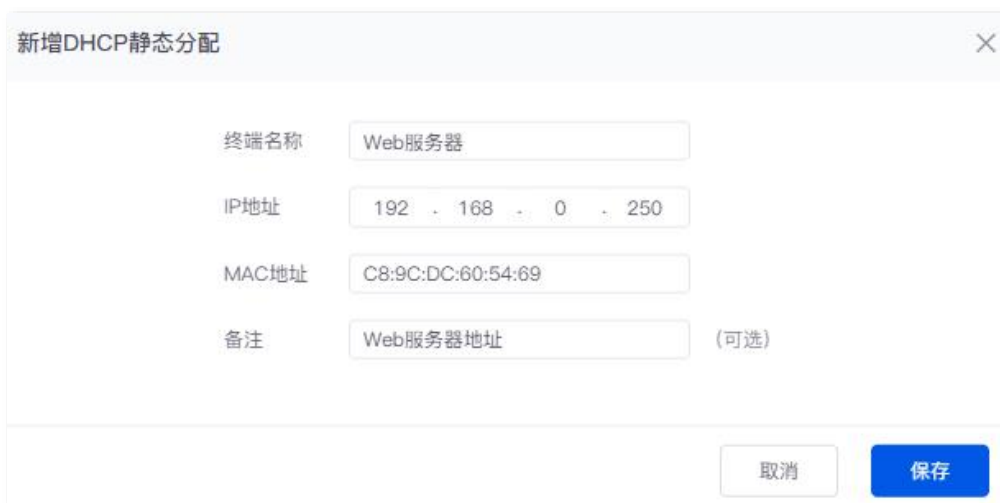 新增DHCP静态分配
终端名称 Web服务器
IP地址 192 . 168 . 0 . 250
MAC地址 C8:9C:DC:60:54:69
备注 Web服务器地址 (可选)
取消 保存